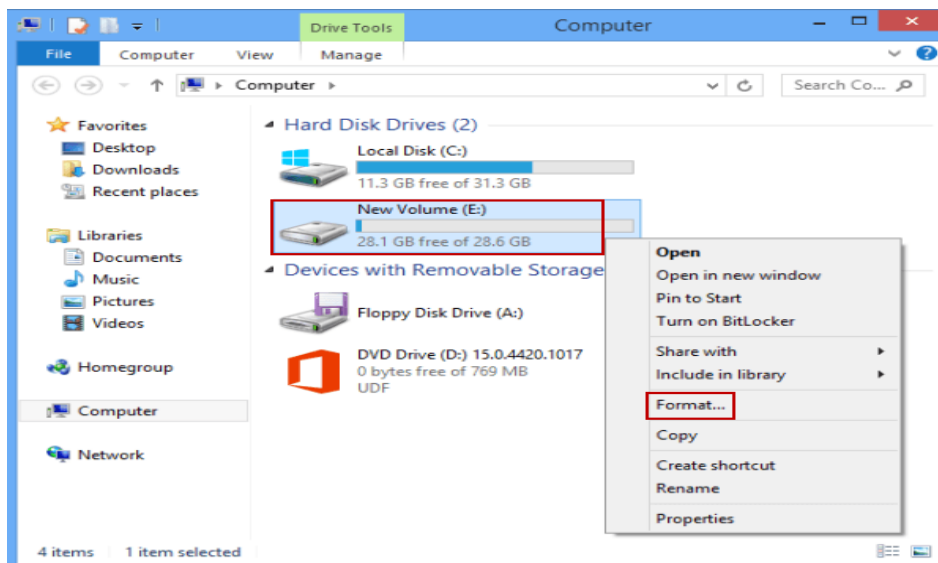 Drive Tools
Computer
File
Computer
View
Manage
Computer
Search Co...
Favorites
Desktop
Downloads
Recent places
Libraries
Documents
Music
Pictures
Videos
Homegroup
Computer
Network
Hard Disk Drives (2)
Local Disk (C:)
11.3 GB free of 31.3 GB
New Volume (E:)
28.1 GB free of 28.6 GB
Devices with Removable Storage
Floppy Disk Drive (A:)
DVD Drive (D:) 15.0.4420.1017
0 bytes free of 769 MB
UDF
Open
Open in new window
Pin to Start
Turn on BitLocker
Share with
Include in library
Format...
Copy
Create shortcut
Rename
Properties
4 items 1 item selected